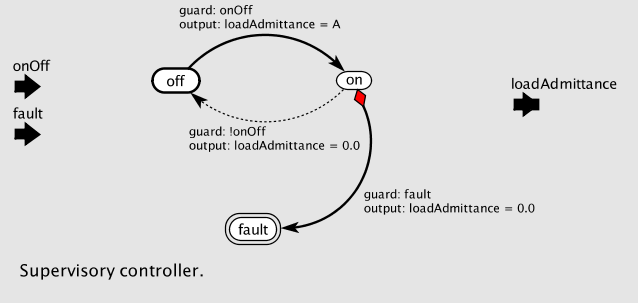 guard: onOff
output: loadAdmittance = A
onOff
off
on
loadAdmittance
fault
guard: !onOff
output: loadAdmittance = 0.0
guard: fault
output: loadAdmittance = 0.0
fault
Supervisory controller.